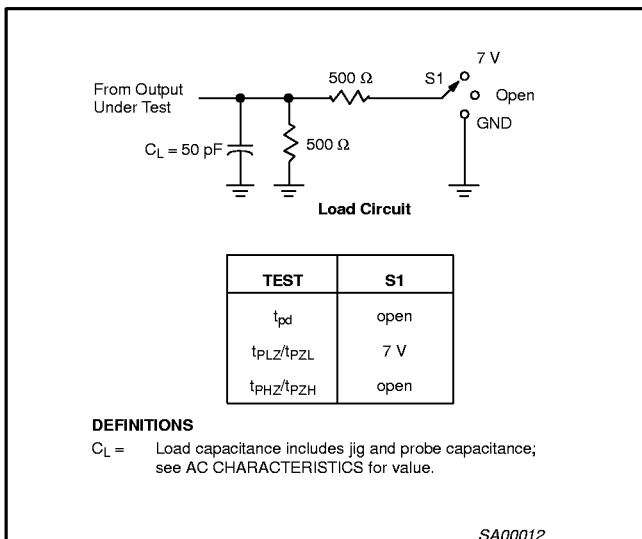 7 V
500 Ω
S1
From Output
Under Test
Open
GND
C_L = 50 pF
500 Ω
Load Circuit
TEST S1
t_pd open
t_PLZ/t_PZL 7 V
t_PHZ/t_PZH open
DEFINITIONS
C_L = Load capacitance includes jig and probe capacitance;
see AC CHARACTERISTICS for value.
SA00012